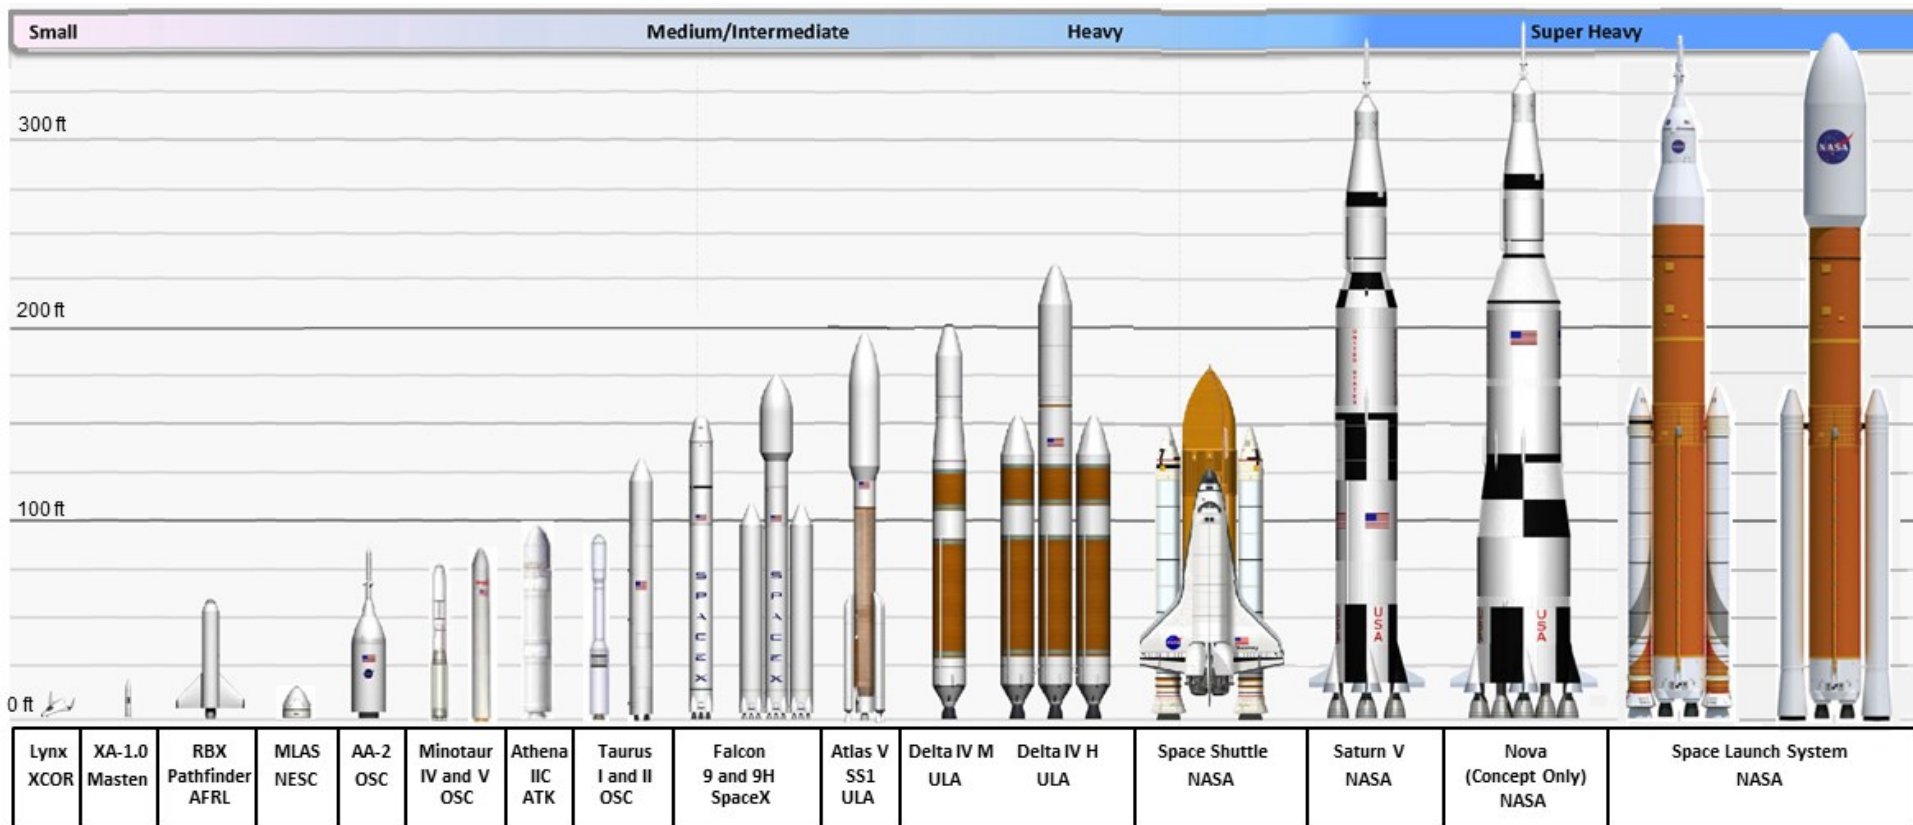 Small
Medium/Intermediate
Heavy
Super Heavy
300 ft
200 ft
100 ft
0 ft
NASA
NASA
SPACEX
SPACEX
UNITED STATES
USA
USA
Lynx
XCOR
XA-1.0
Masten
RBX
Pathfinder
AFRL
MLAS
NESC
AA-2
OSC
Minotaur
IV and V
OSC
Athena
IIC
ATK
Taurus
I and II
OSC
Falcon
9 and 9H
SpaceX
Atlas V
SS1
ULA
Delta IV M
ULA
Delta IV H
ULA
Space Shuttle
NASA
Saturn V
NASA
Nova
(Concept Only)
NASA
Space Launch System
NASA